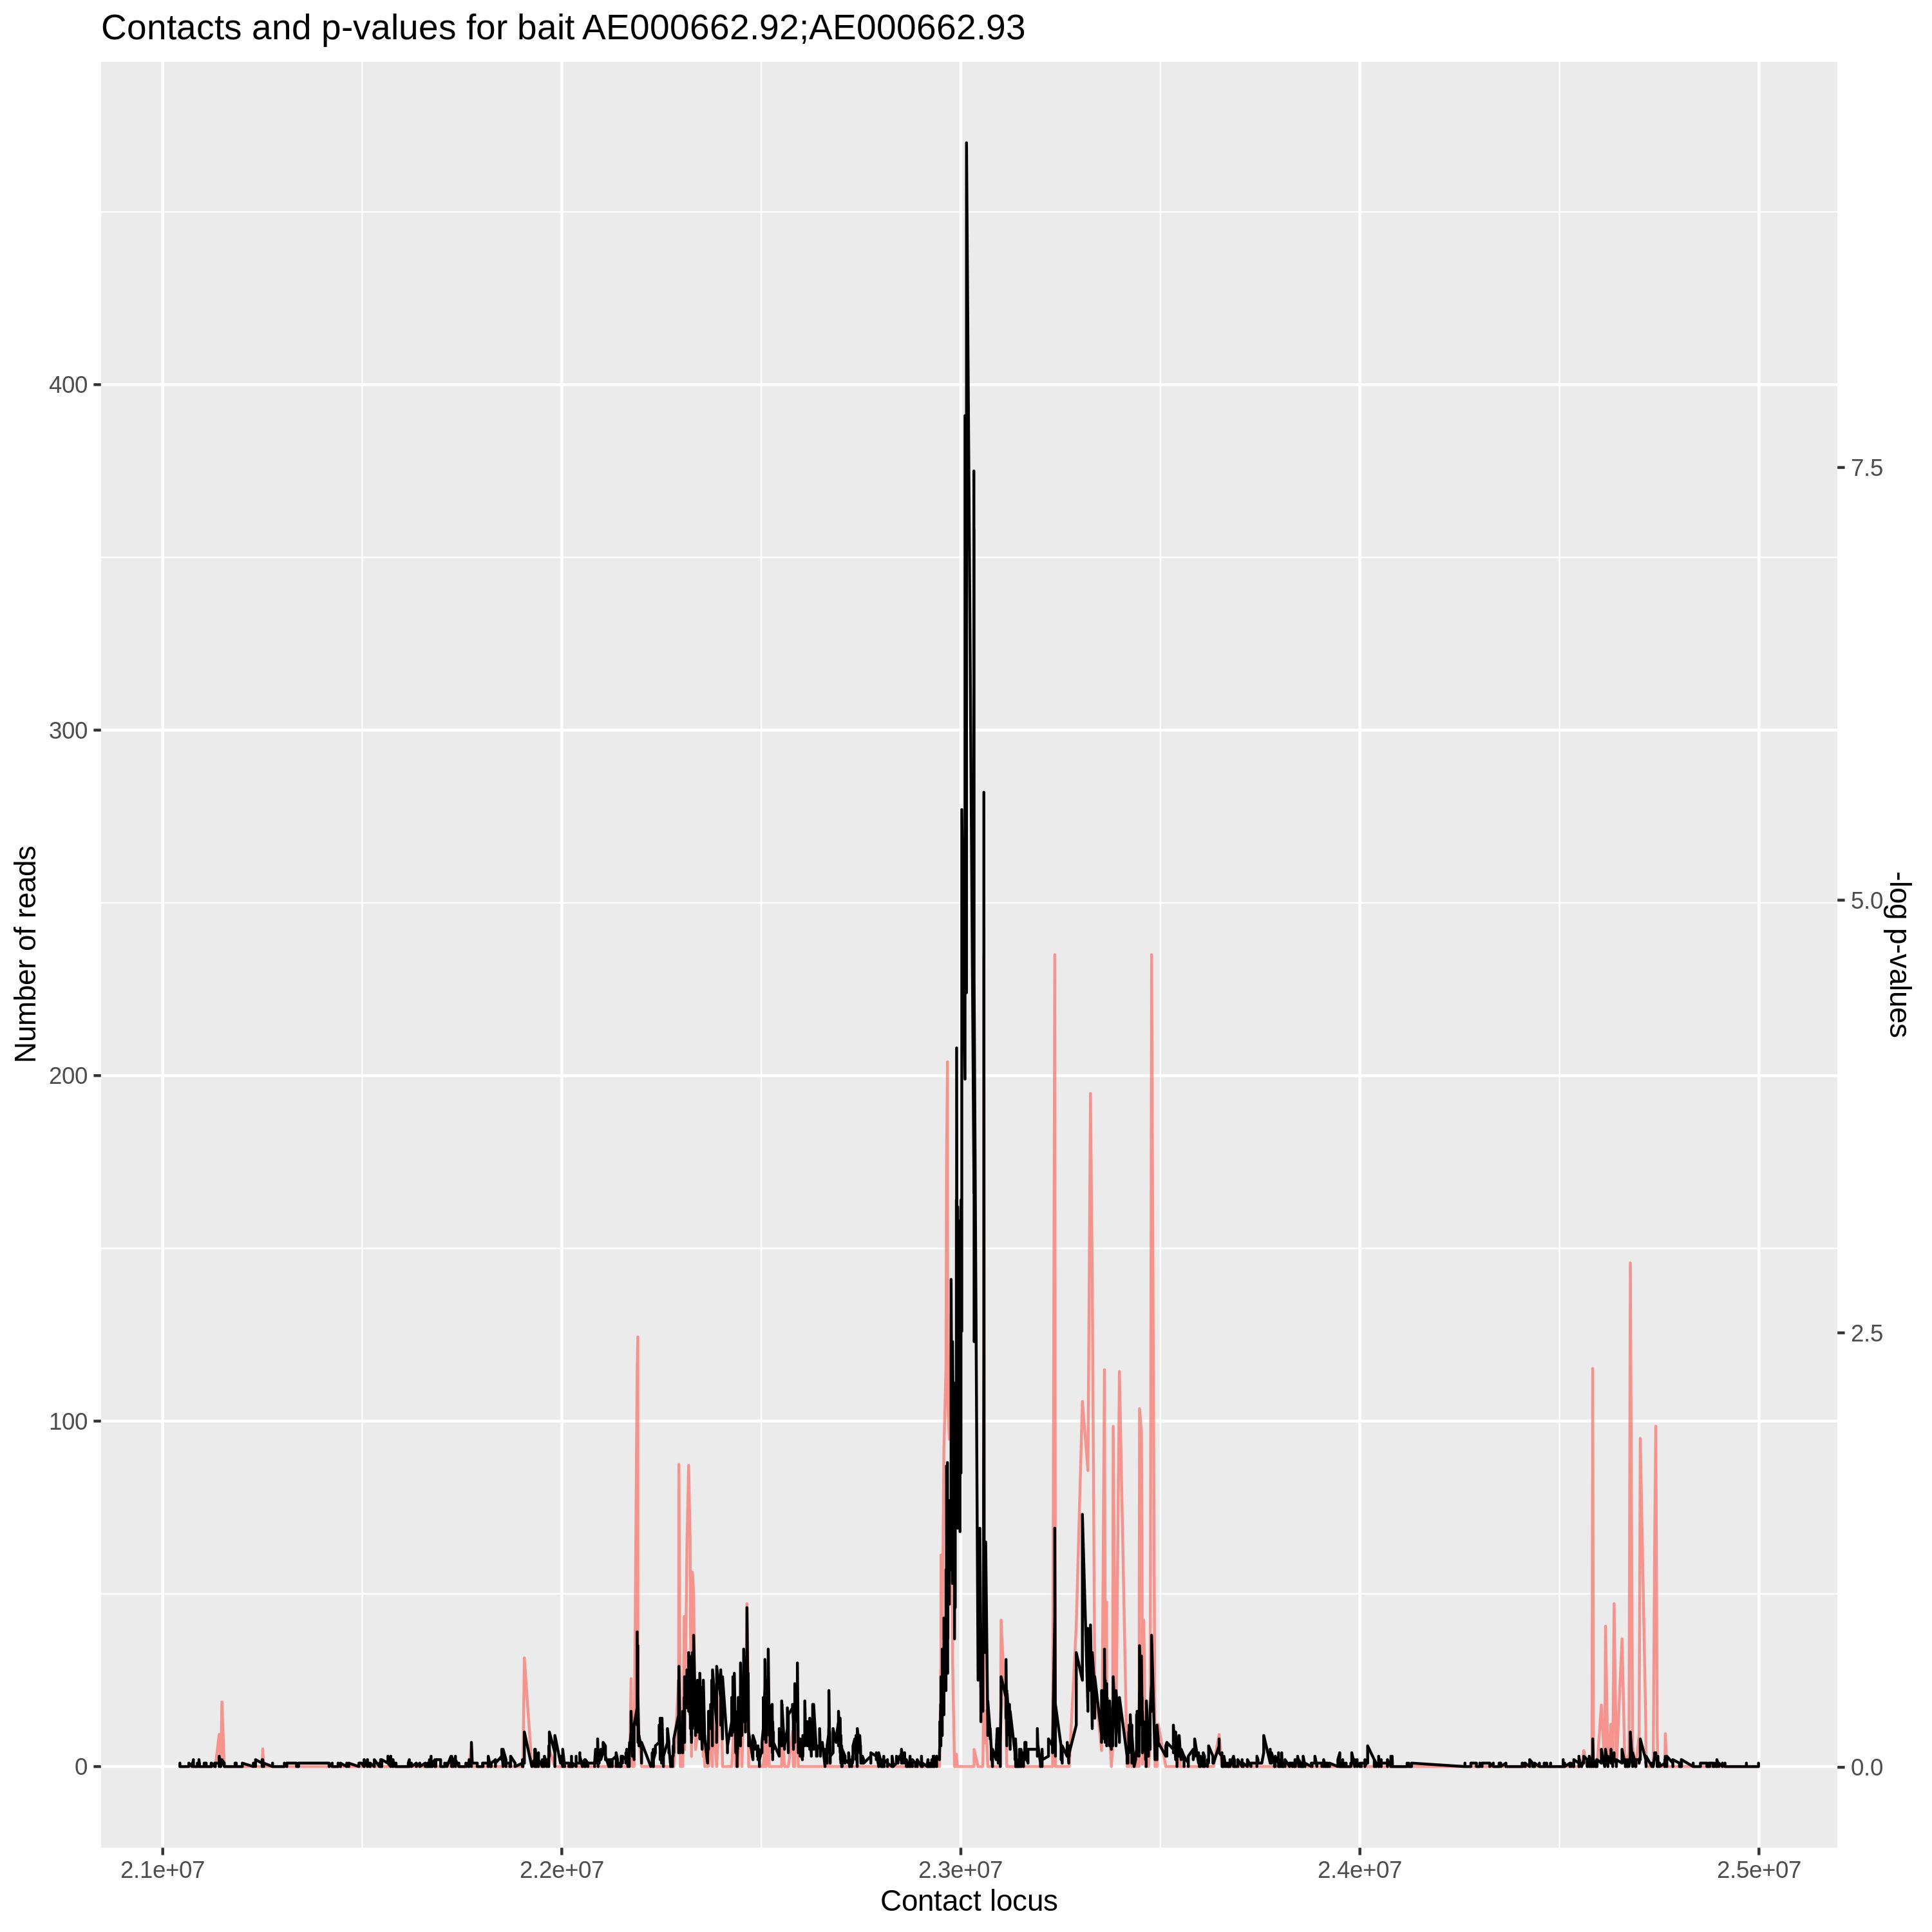 Contacts and p-values for bait AE000662.92;AE000662.93
Number of reads
400
300
200
100
0
7.5
5.0
2.5
0.0
-log p-values
2.1e+07
2.2e+07
2.3e+07
2.4e+07
2.5e+07
Contact locus